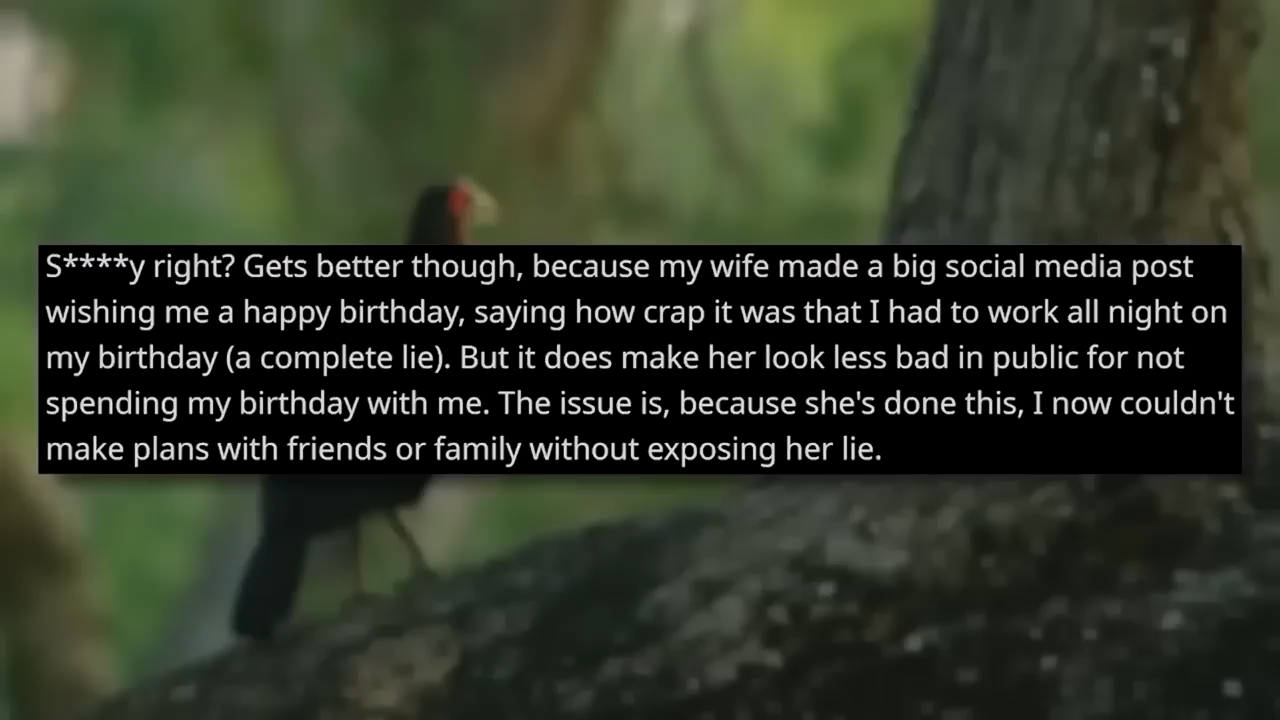 S****y right? Gets better though, because my wife made a big social media post
wishing me a happy birthday, saying how crap it was that I had to work all night on
my birthday (a complete lie). But it does make her look less bad in public for not
spending my birthday with me. The issue is, because she's done this, I now couldn't
make plans with friends or family without exposing her lie.